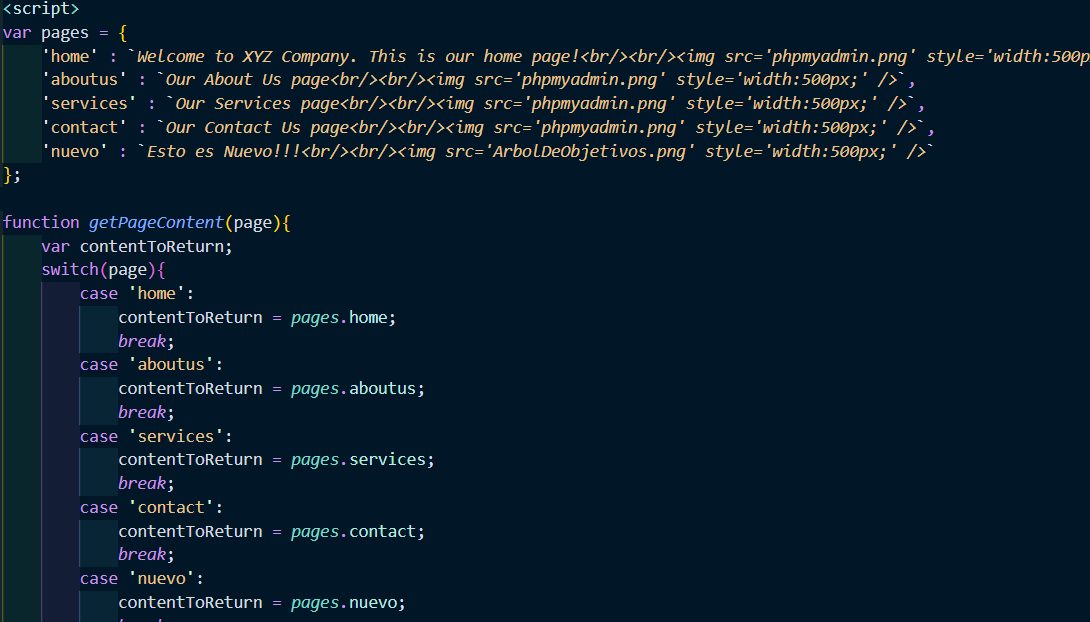 <script>
var pages = {
    'home' : `Welcome to XYZ Company. This is our home page!<br/><br/><img src='phpmyadmin.png' style='width:500p
    'aboutus' : `Our About Us page<br/><br/><img src='phpmyadmin.png' style='width:500px;' />`,
    'services' : `Our Services page<br/><br/><img src='phpmyadmin.png' style='width:500px;' />`,
    'contact' : `Our Contact Us page<br/><br/><img src='phpmyadmin.png' style='width:500px;' />`,
    'nuevo' : `Esto es Nuevo!!!<br/><br/><img src='ArbolDeObjetivos.png' style='width:500px;' />`
};

function getPageContent(page){
    var contentToReturn;
    switch(page){
        case 'home':
            contentToReturn = pages.home;
            break;
        case 'aboutus':
            contentToReturn = pages.aboutus;
            break;
        case 'services':
            contentToReturn = pages.services;
            break;
        case 'contact':
            contentToReturn = pages.contact;
            break;
        case 'nuevo':
            contentToReturn = pages.nuevo;